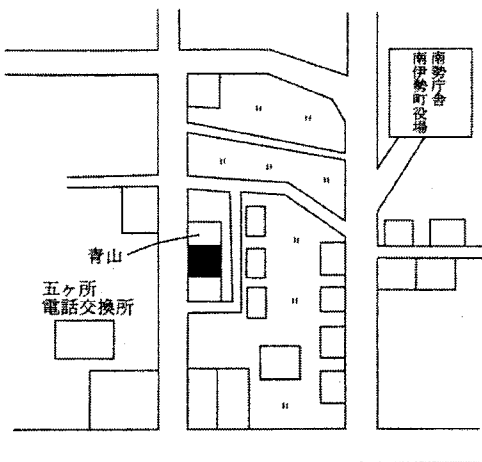 南勢庁舎
南伊勢町役場
青山
五ヶ所
電話交換所